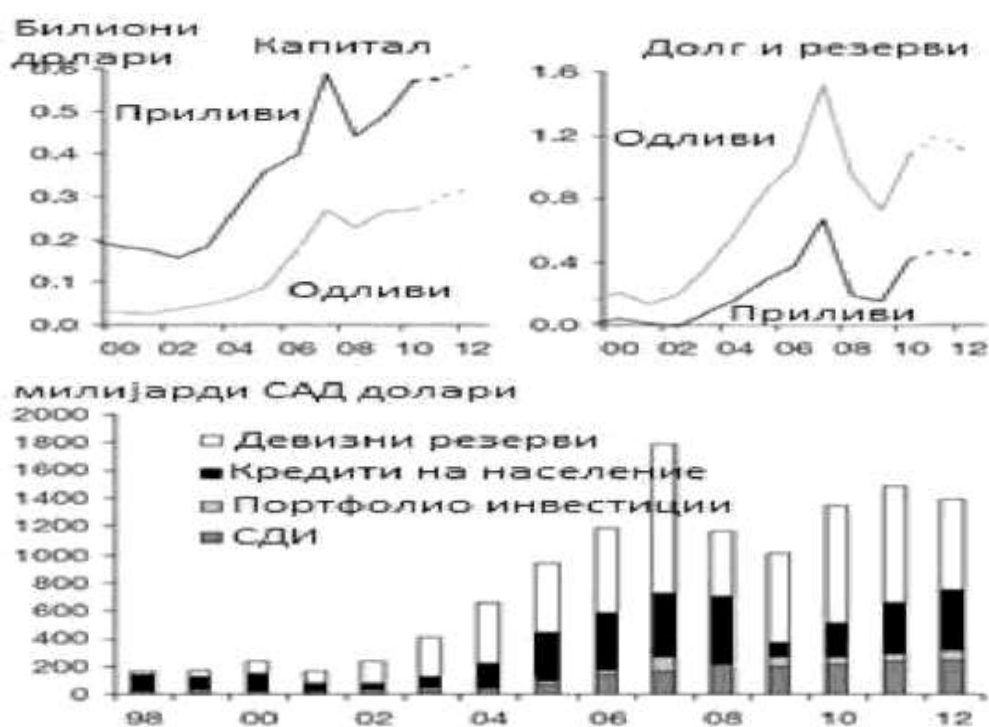 Билиони
долари
Капитал
0.6
0.5
0.4
0.3
0.2
0.1
0.0
Приливи
Одливи
00 02 04 06 08 10 12
Долг и резерви
1.6
1.2
0.8
0.4
0.0
Одливи
Приливи
00 02 04 06 08 10 12
милијарди САД долари
2000
1800
1600
1400
1200
1000
800
600
400
200
0
Девизни резерви
Кредити на население
Портфолио инвестиции
СДИ
98 00 02 04 06 08 10 12